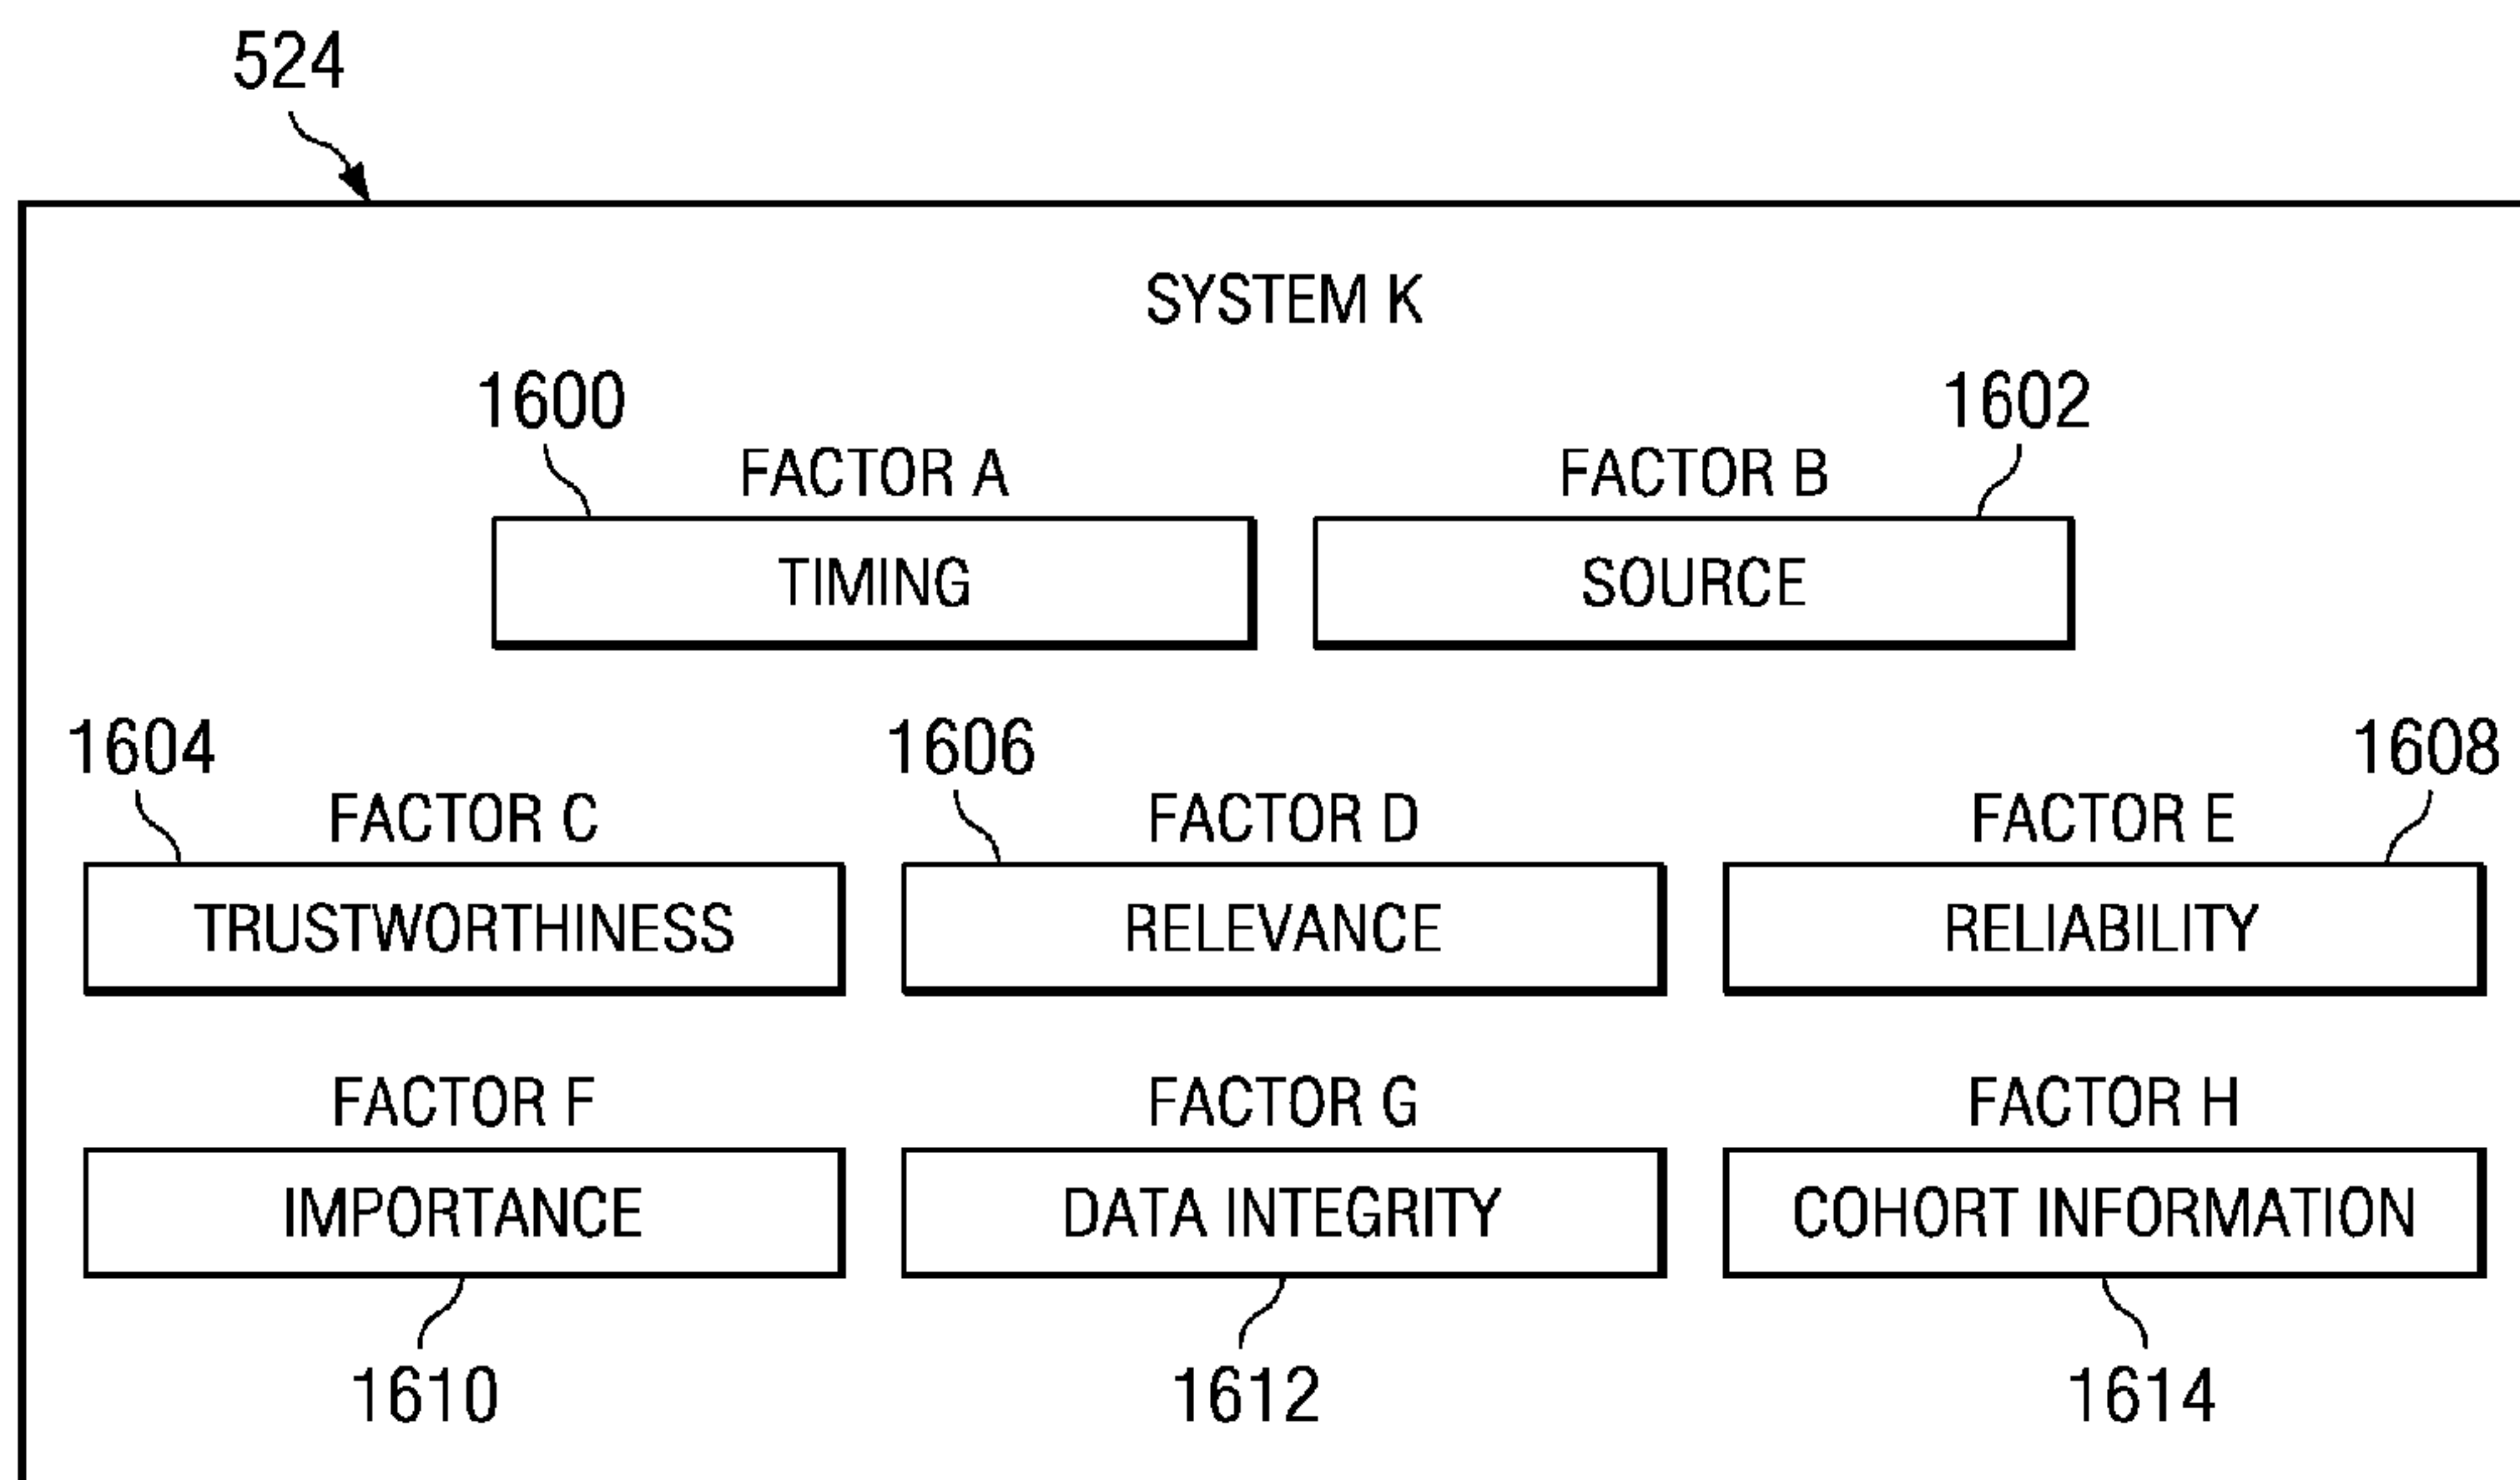 524
SYSTEM K
1600
1602
FACTOR A
FACTOR B
TIMING
SOURCE
1604
1606
1608
FACTOR C
FACTOR D
FACTOR E
TRUSTWORTHINESS
RELEVANCE
RELIABILITY
FACTOR F
FACTOR G
FACTOR H
IMPORTANCE
DATA INTEGRITY
COHORT INFORMATION
1610
1612
1614